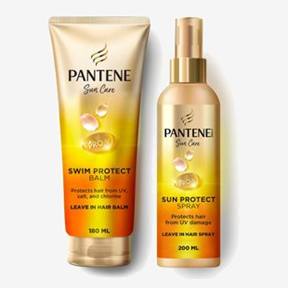 PANTENE
Sun Care
PRO-V
SWIM PROTECT
BALM
Protects hair from UV,
salt, and chlorine
LEAVE IN HAIR BALM
180 ML
PANTENE
Sun Care
SUN PROTECT
SPRAY
Protects hair
from UV damage
LEAVE IN HAIR SPRAY
200 ML